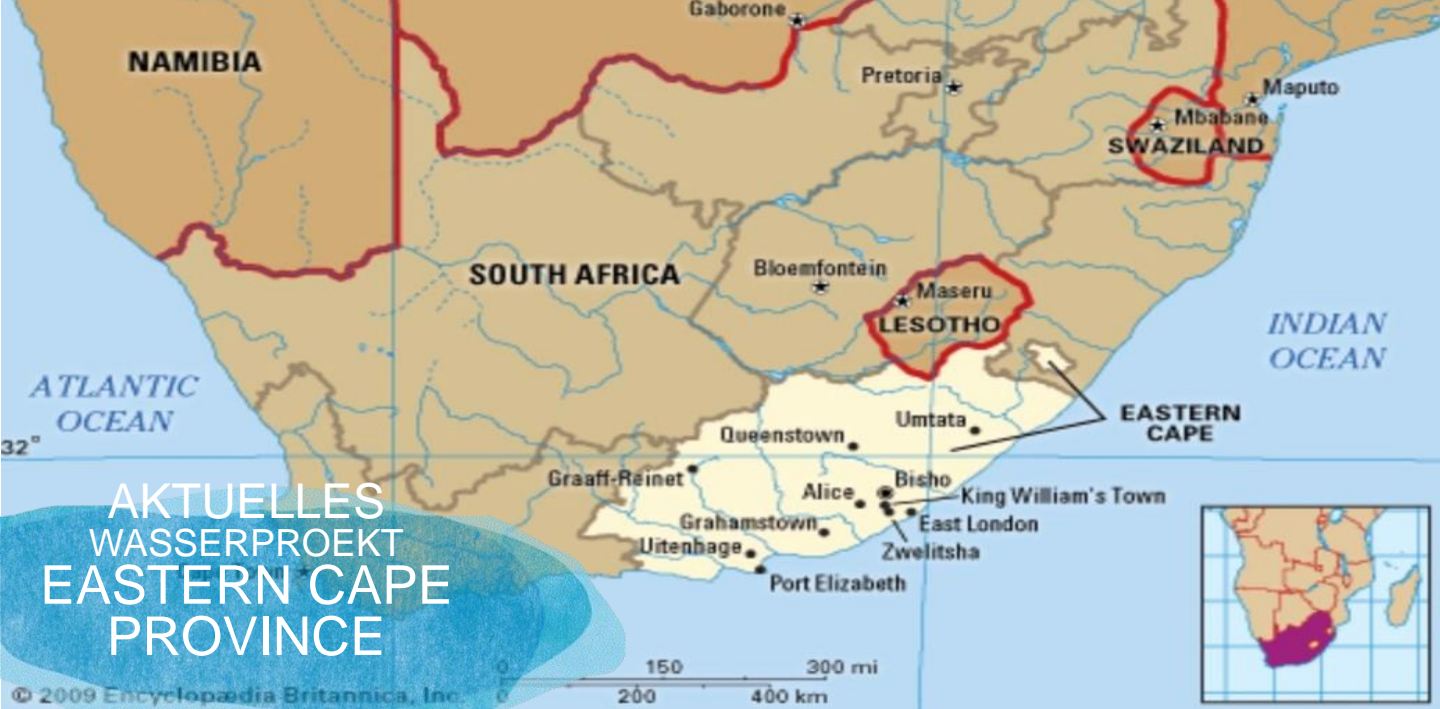 Gaborone
NAMIBIA
Pretoria
Maputo
Mbabane
SWAZILAND
SOUTH AFRICA
Bloemfontein
Maseru
LESOTHO
INDIAN
OCEAN
ATLANTIC
OCEAN
EASTERN
CAPE
Umtata
Queenstown
32°
Graaff-Reinet
Bisho
Alice
King William's Town
Grahamstown
East London
Uitenhage
Zwelitsha
Port Elizabeth
AKTUELLES
WASSERPROEKT
EASTERN CAPE
PROVINCE
0 150 300 mi
0 200 400 km
© 2009 Encyclopædia Britannica, Inc.